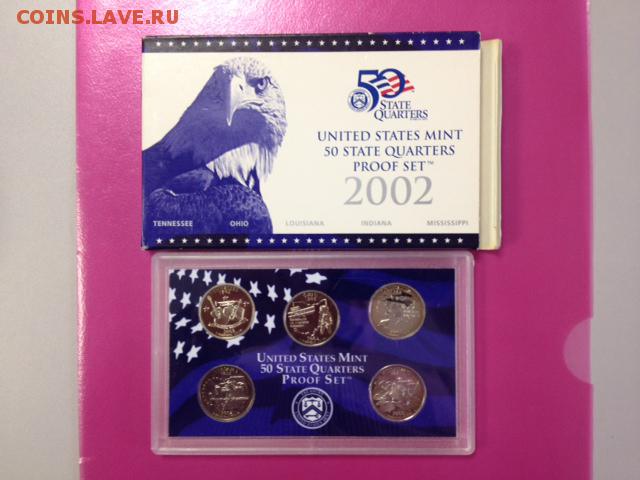 COINS.ЛАВЕ.RU
50
STATE
QUARTERS
UNITED STATES MINT
50 STATE QUARTERS
PROOF SET™
2002
TENNESSEE OHIO LOUISIANA INDIANA MISSISSIPPI
UNITED STATES MINT
50 STATE QUARTERS
PROOF SET™